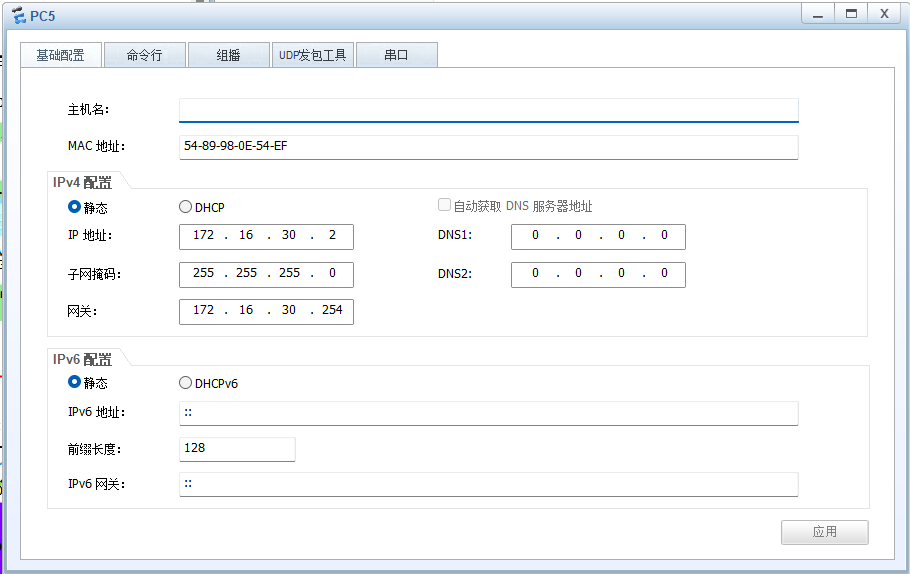 PC5
基础配置 命令行 组播 UDP发包工具 串口
主机名:
MAC 地址: 54-89-98-0E-54-EF
IPv4 配置
静态 DHCP 自动获取 DNS 服务器地址
IP 地址: 172 . 16 . 30 . 2 DNS1: 0 . 0 . 0 . 0
子网掩码: 255 . 255 . 255 . 0 DNS2: 0 . 0 . 0 . 0
网关: 172 . 16 . 30 . 254
IPv6 配置
静态 DHCPv6
IPv6 地址: ::
前缀长度: 128
IPv6 网关: ::
应用